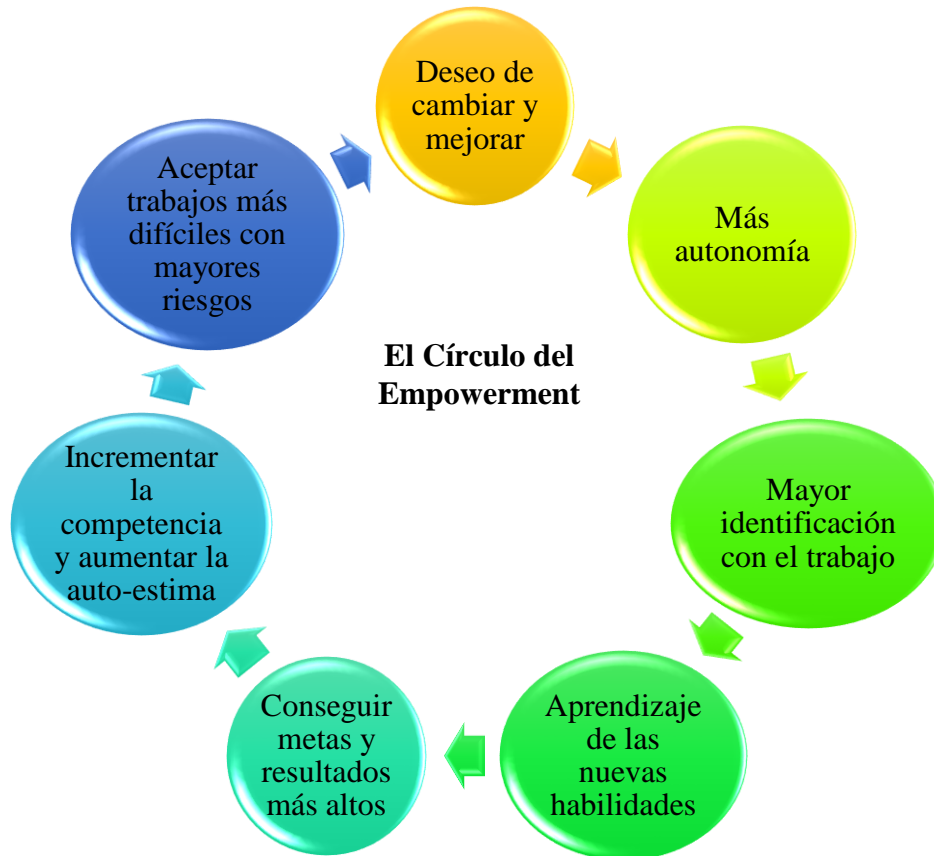 Deseo de
cambiar y
mejorar
Más
autonomía
Mayor
identificación
con el trabajo
Aprendizaje
de las
nuevas
habilidades
Conseguir
metas y
resultados
más altos
Incrementar
la
competencia
y aumentar la
auto-estima
Aceptar
trabajos más
difíciles con
mayores
riesgos
El Círculo del
Empowerment